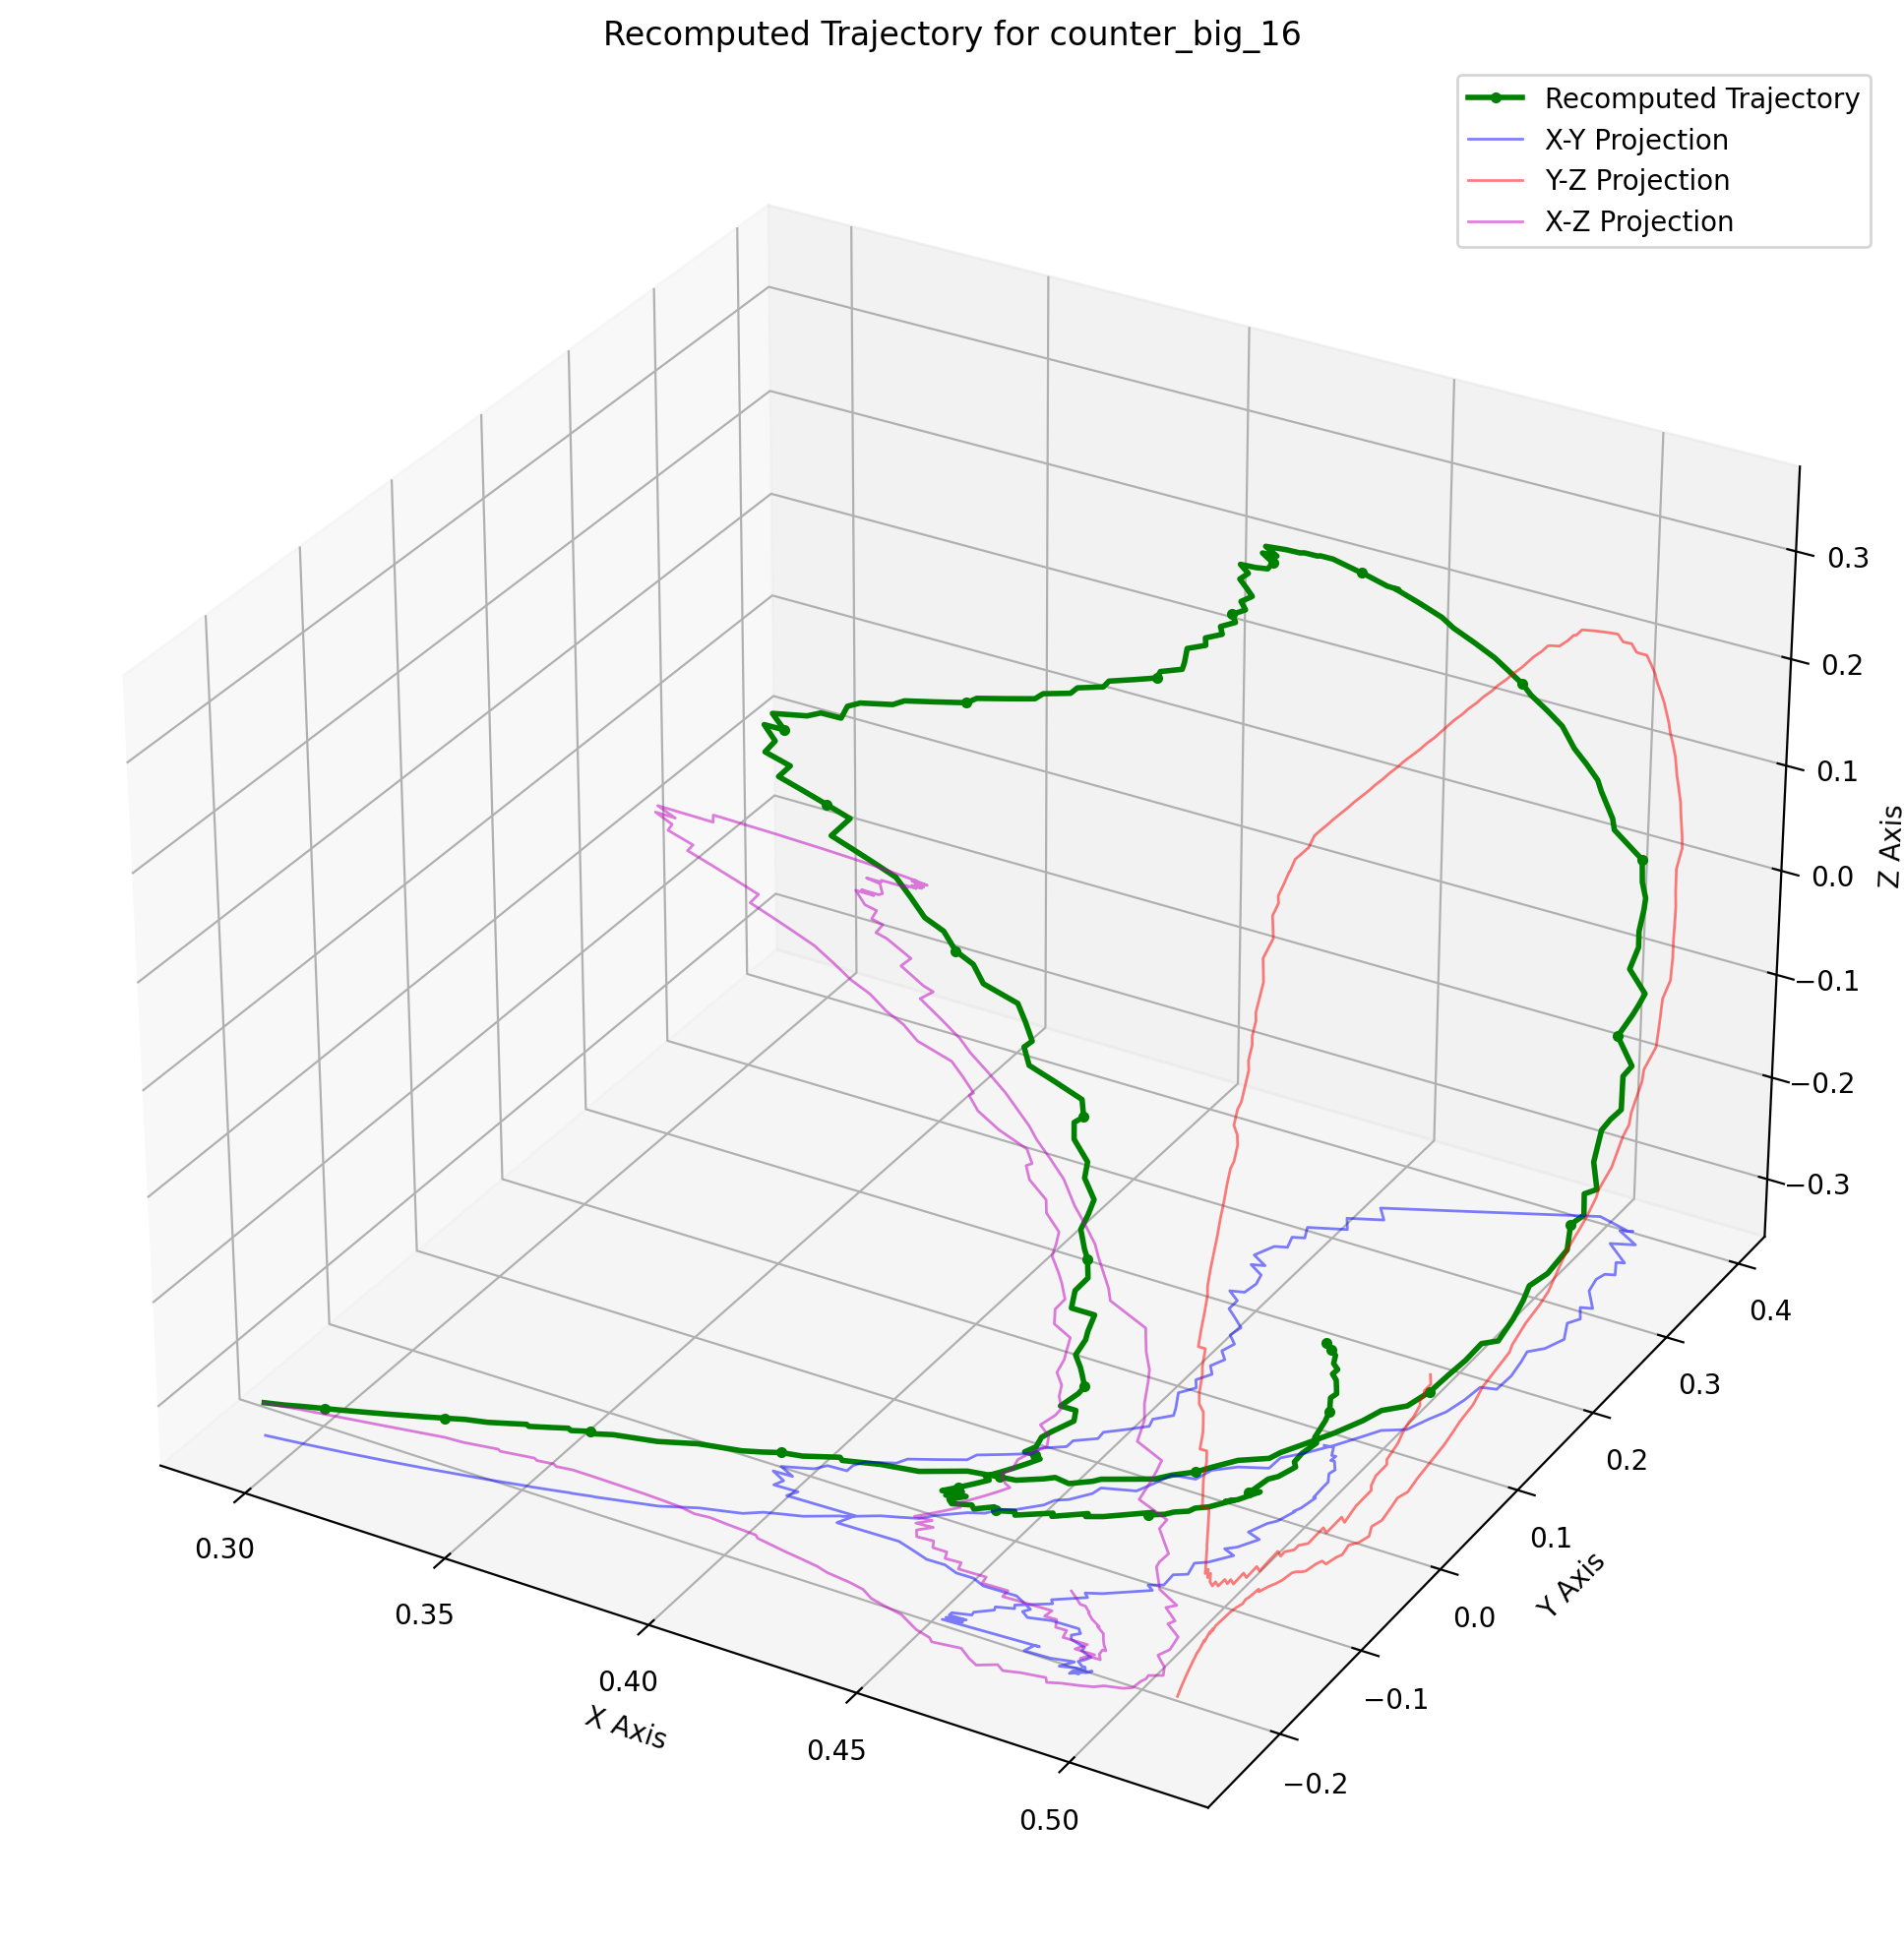 Recomputed Trajectory for counter_big_16
Recomputed Trajectory
X-Y Projection
Y-Z Projection
X-Z Projection
0.3
0.2
0.1
0.0
−0.1
−0.2
−0.3
Z Axis
0.4
0.3
0.2
0.1
0.0
−0.1
−0.2
Y Axis
0.30
0.35
0.40
0.45
0.50
X Axis